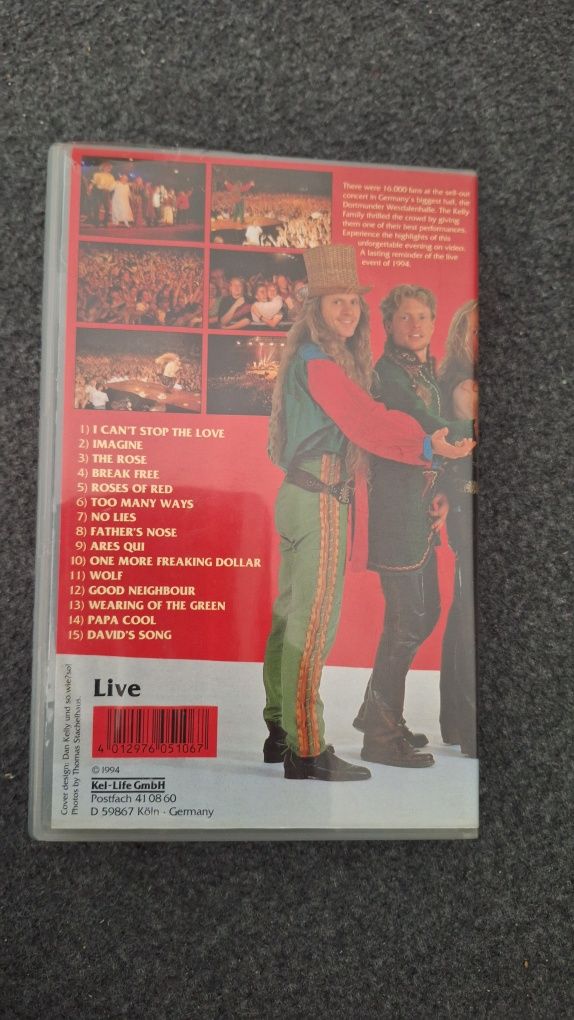 There were 16.000 fans at the sell-our
concert in Germany's biggest hall, the
Dortmunder Westfalenhalle. The Kelly
Family thrilled the crowd by giving
them one of their best performances.
Experience the highlights of this
unforgettable evening on video.
A lasting reminder of the live
event of 1994.
1) I CAN'T STOP THE LOVE
2) IMAGINE
3) THE ROSE
4) BREAK FREE
5) ROSES OF RED
6) TOO MANY WAYS
7) NO LIES
8) FATHER'S NOSE
9) ARES QUI
10) ONE MORE FREAKING DOLLAR
11) WOLF
12) GOOD NEIGHBOUR
13) WEARING OF THE GREEN
14) PAPA COOL
15) DAVID'S SONG
Live
4 012976 051067
© 1994
Kel-Life GmbH
Postfach 41 08 60
D 59867 Köln · Germany
Cover design: Dan Kelly und so.wie?so!
Photos by Thomas Stachelhaus.